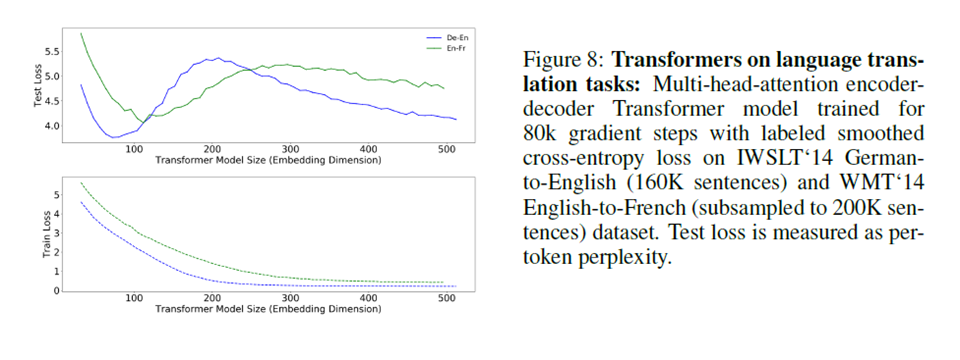 De-En
En-Fr
5.5
5.0
4.5
4.0
Test Loss
100
200
300
400
500
Transformer Model Size (Embedding Dimension)
5
4
3
2
1
0
Train Loss
100
200
300
400
500
Transformer Model Size (Embedding Dimension)
Figure 8: Transformers on language trans-
lation tasks: Multi-head-attention encoder-
decoder Transformer model trained for
80k gradient steps with labeled smoothed
cross-entropy loss on IWSLT‘14 German-
to-English (160K sentences) and WMT‘14
English-to-French (subsampled to 200K sen-
tences) dataset. Test loss is measured as per-
token perplexity.